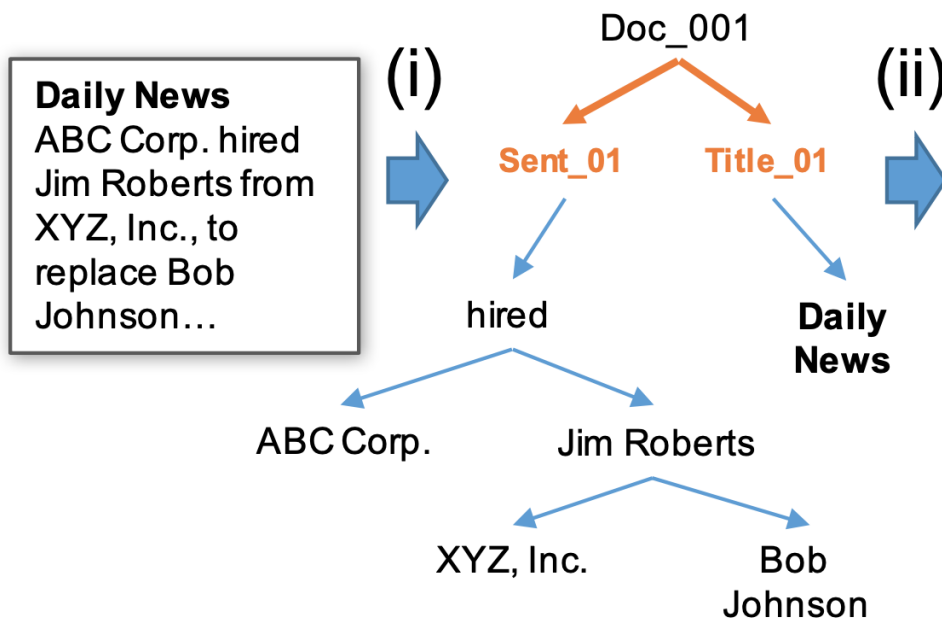 Daily News
ABC Corp. hired
Jim Roberts from
XYZ, Inc., to
replace Bob
Johnson…
(i)
Doc_001
(ii)
Sent_01
Title_01
hired
Daily
News
ABC Corp.
Jim Roberts
XYZ, Inc.
Bob
Johnson